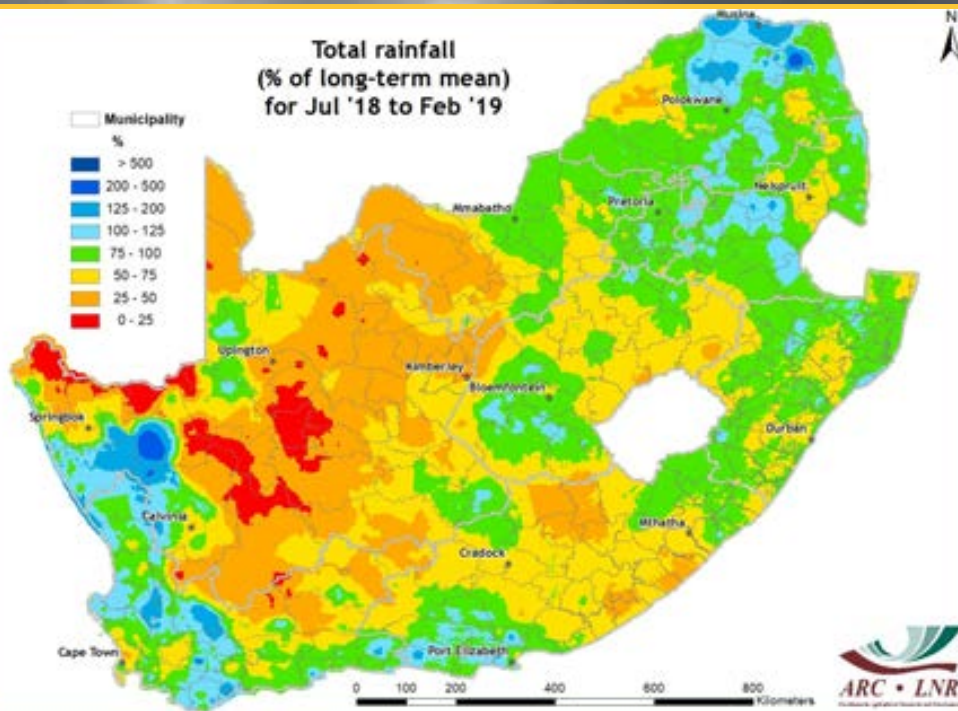 Total rainfall
(% of long-term mean)
for Jul '18 to Feb '19
N
Municipality
%
> 500
200 - 500
125 - 200
100 - 125
75 - 100
50 - 75
25 - 50
0 - 25
Musina
Polokwane
Nelspruit
Mmabatho
Pretoria
Upington
Kimberley
Bloemfontein
Springbok
Durban
Calvinia
Mthatha
Cradock
Cape Town
Port Elizabeth
0 100 200 400 600 800
Kilometers
ARC • LNR